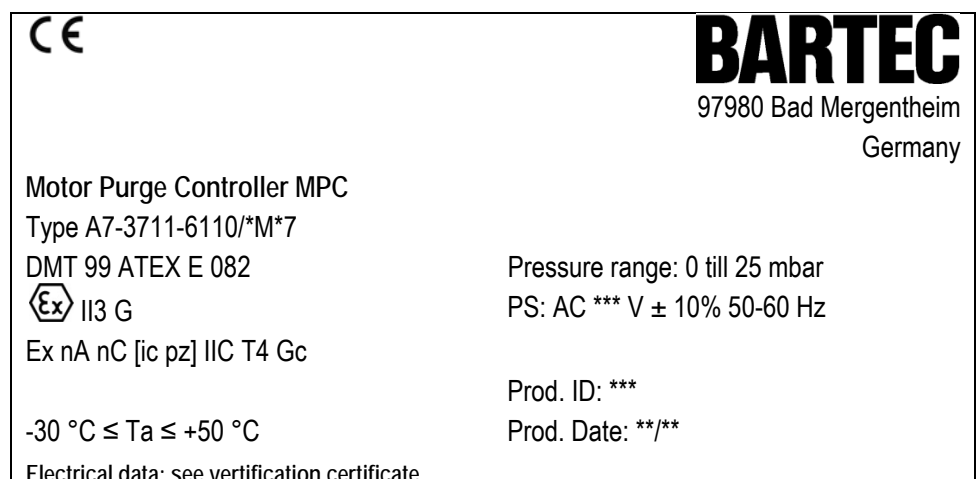 CE
BARTEC
97980 Bad Mergentheim
Germany
Motor Purge Controller MPC
Type A7-3711-6110/*M*7
DMT 99 ATEX E 082
Pressure range: 0 till 25 mbar
Ex II3 G
PS: AC *** V ± 10% 50-60 Hz
Ex nA nC [ic pz] IIC T4 Gc
Prod. ID: ***
-30 °C ≤ Ta ≤ +50 °C
Prod. Date: **/**
Electrical data: see vertification certificate